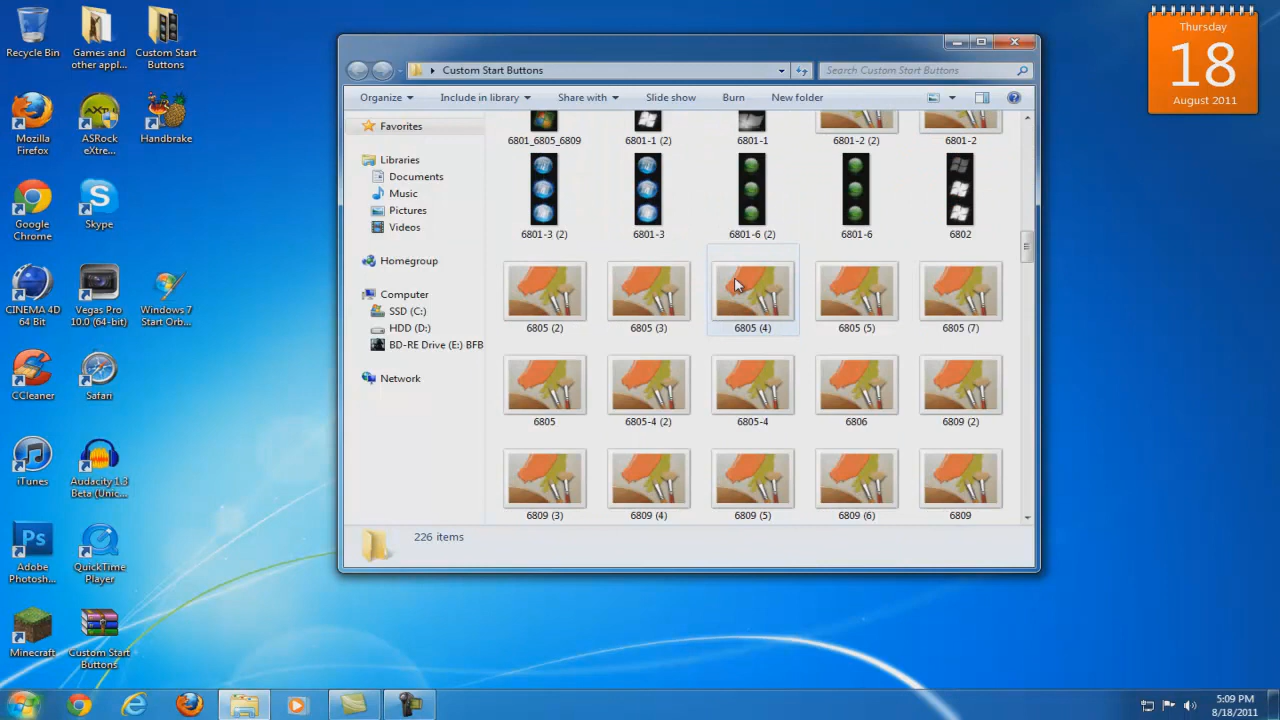 Recycle Bin
Games and
other appl...
Custom Start
Buttons
Mozilla
Firefox
ASRock
eXtre...
Handbrake
Google
Chrome
Skype
CINEMA 4D
64 Bit
Vegas Pro
10.0 (64-bit)
Windows 7
Start Orb...
CCleaner
Safari
iTunes
Audacity 1.3
Beta (Unic...
Adobe
Photosh...
QuickTime
Player
Minecraft
Custom Start
Buttons
Custom Start Buttons
Search Custom Start Buttons
Organize
Include in library
Share with
Slide show
Burn
New folder
Favorites
Libraries
Documents
Music
Pictures
Videos
Homegroup
Computer
SSD (C:)
HDD (D:)
BD-RE Drive (E:) BFB
Network
6801_6805_6809
6801-1 (2)
6801-1
6801-2 (2)
6801-2
6801-3 (2)
6801-3
6801-6 (2)
6801-6
6802
6805 (2)
6805 (3)
6805 (4)
6805 (5)
6805 (7)
6805
6805-4 (2)
6805-4
6806
6809 (2)
6809 (3)
6809 (4)
6809 (5)
6809 (6)
6809
226 items
Thursday
18
August 2011
Ps
5:09 PM
8/18/2011